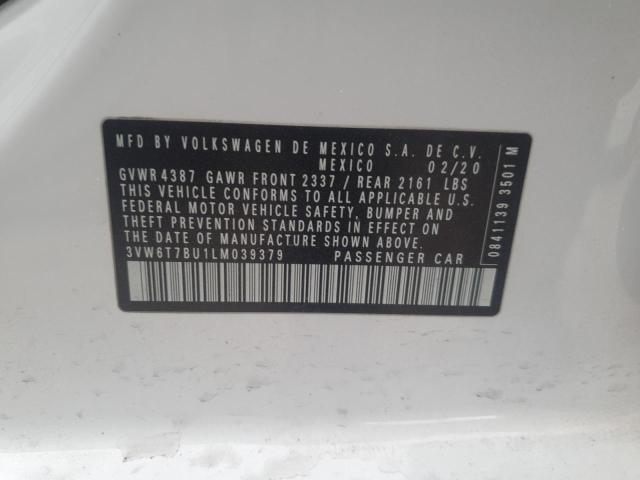 MFD BY VOLKSWAGEN DE MEXICO S.A. DE C.V.
MEXICO 02/20
GVWR 4387 GAWR FRONT 2337 / REAR 2161 LBS
THIS VEHICLE CONFORMS TO ALL APPLICABLE U.S.
FEDERAL MOTOR VEHICLE SAFETY, BUMPER AND
THEFT PREVENTION STANDARDS IN EFFECT ON
THE DATE OF MANUFACTURE SHOWN ABOVE.
3VW6T7BU1LM039379 PASSENGER CAR
0841139 3501 M